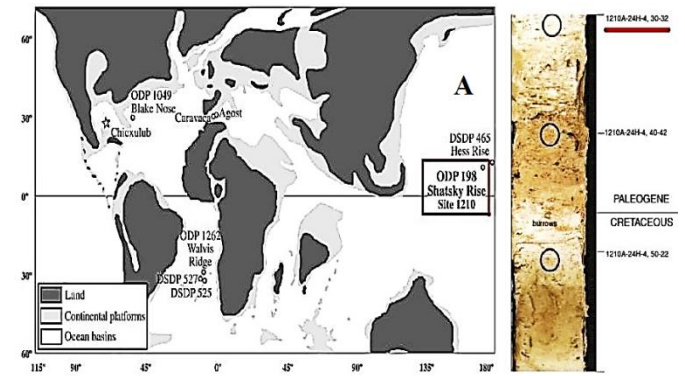 60°
30°
0°
30°
60°
115°
90°
45°
0°
45°
90°
135°
180°
A
ODP 1049
Blake Nose
Chicxulub
Caravaca
Agost
DSDP 465
Hess Rise
ODP 198
Shatsky Rise
Site 1210
ODP 1262
Walvis
Ridge
DSDP 527
DSDP 525
Land
Continental platforms
Ocean basins
1210A-24H-4, 30-32
1210A-24H-4, 40-42
PALEOGENE
burrows
CRETACEOUS
1210A-24H-4, 50-22